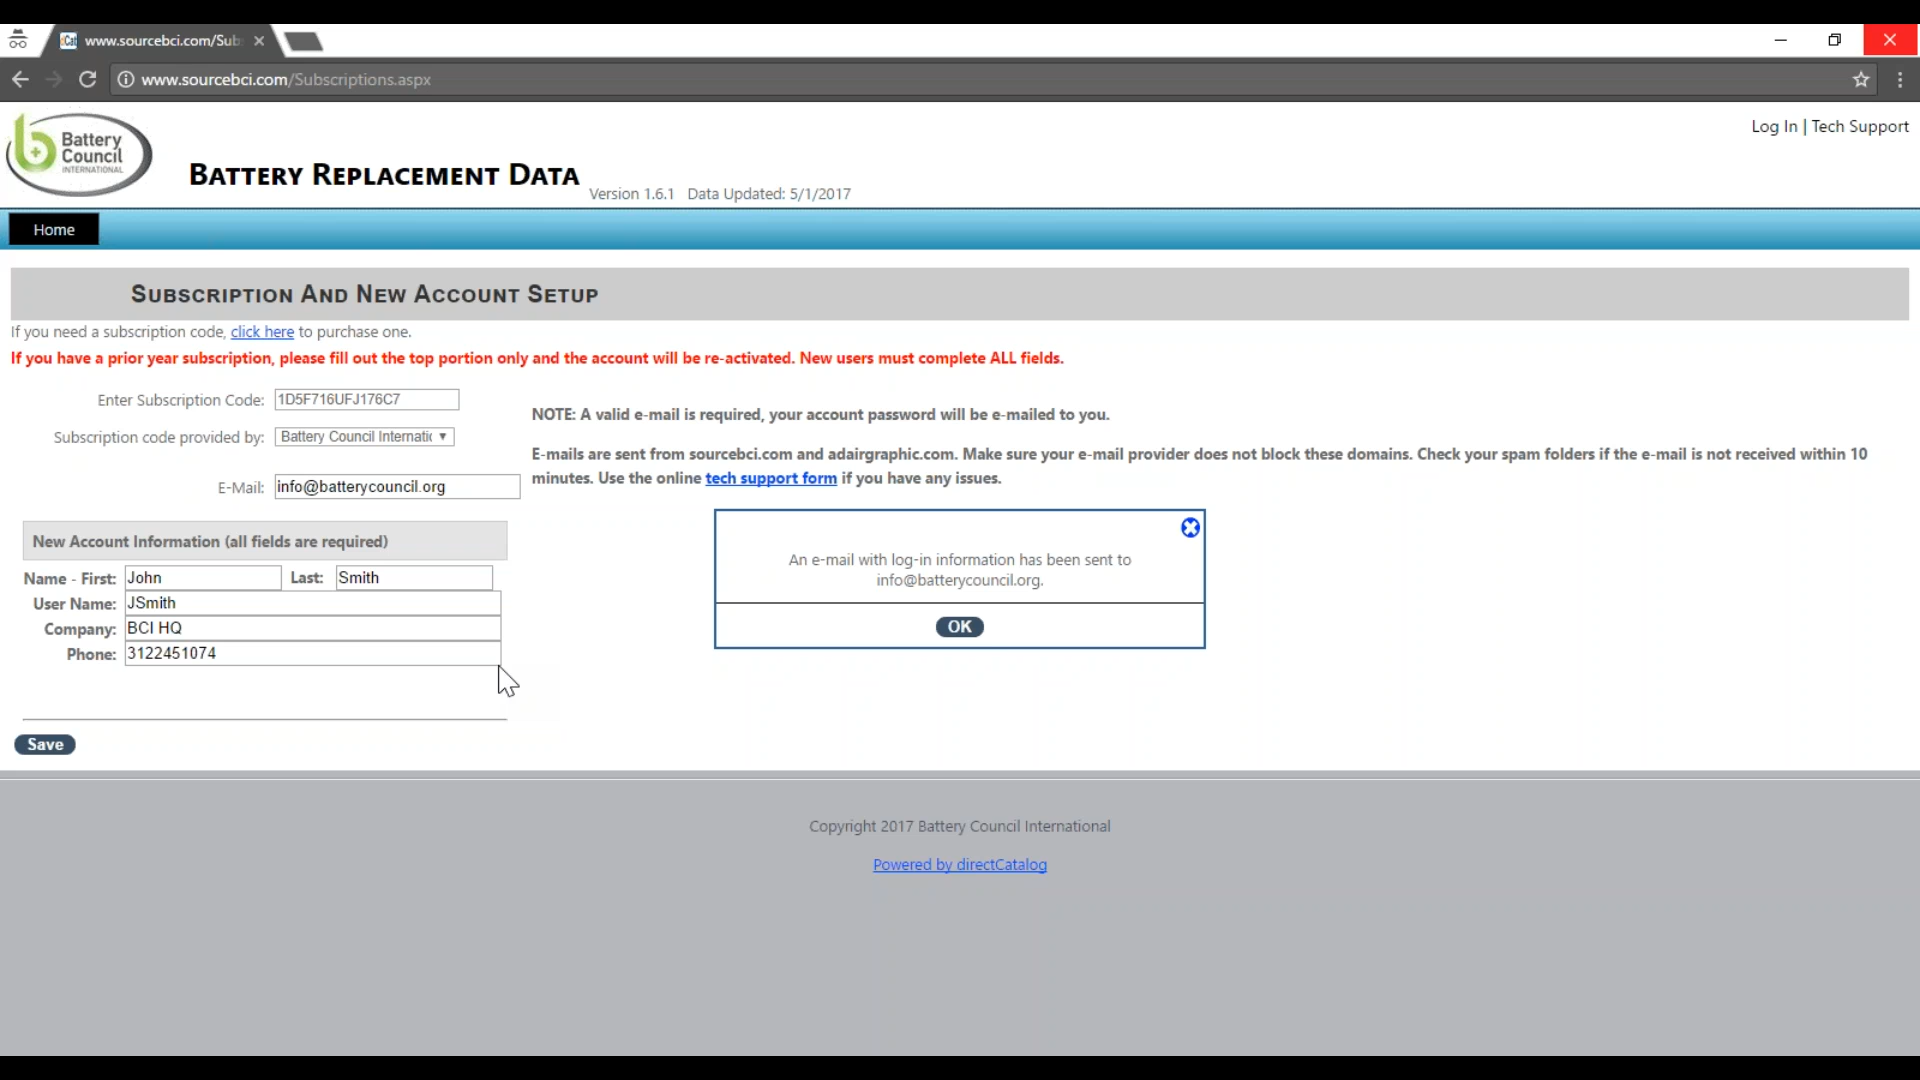 www.sourcebci.com/Sub
www.sourcebci.com/Subscriptions.aspx
Battery
Council
INTERNATIONAL
Log In | Tech Support
BATTERY REPLACEMENT DATA
Version 1.6.1 Data Updated: 5/1/2017
Home
SUBSCRIPTION AND NEW ACCOUNT SETUP
If you need a subscription code, click here to purchase one.
If you have a prior year subscription, please fill out the top portion only and the account will be re-activated. New users must complete ALL fields.
Enter Subscription Code: 1D5F716UFJ176C7
Subscription code provided by: Battery Council Internatic
E-Mail: info@batterycouncil.org
NOTE: A valid e-mail is required, your account password will be e-mailed to you.
E-mails are sent from sourcebci.com and adairgraphic.com. Make sure your e-mail provider does not block these domains. Check your spam folders if the e-mail is not received within 10
minutes. Use the online tech support form if you have any issues.
New Account Information (all fields are required)
Name - First: John Last: Smith
User Name: JSmith
Company: BCI HQ
Phone: 3122451074
An e-mail with log-in information has been sent to
info@batterycouncil.org.
OK
Save
Copyright 2017 Battery Council International
Powered by directCatalog